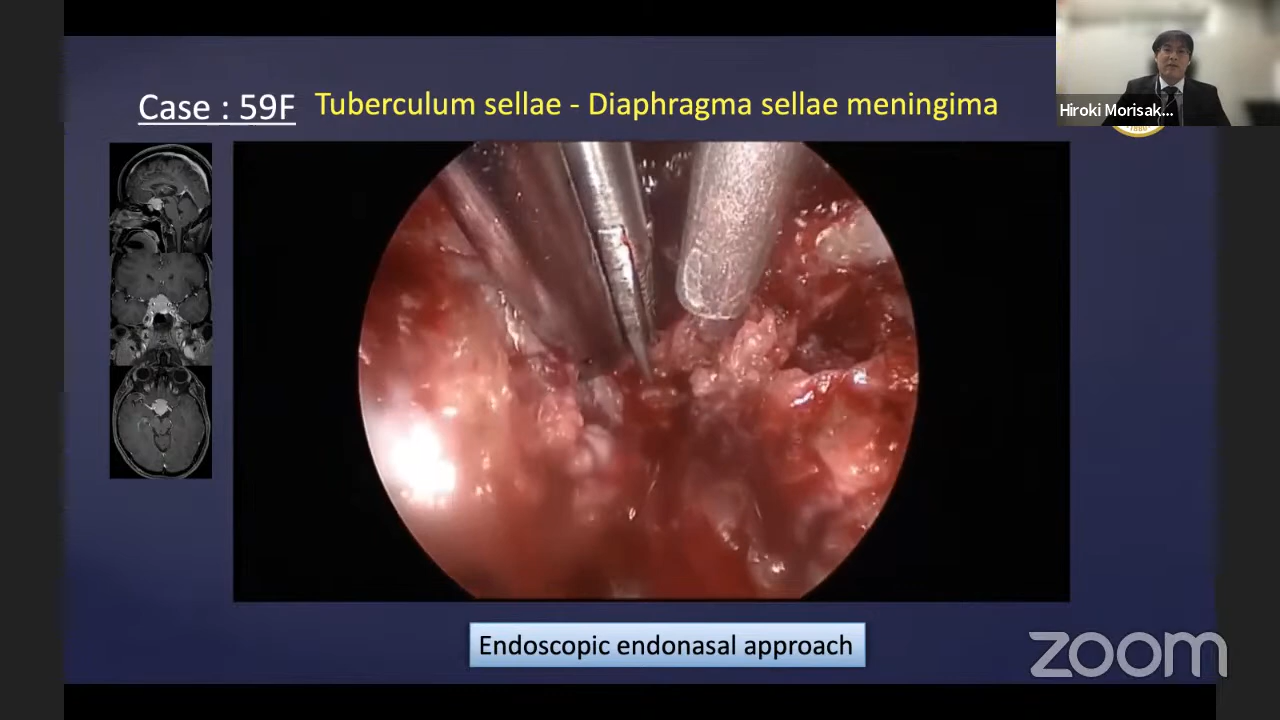 Case : 59F Tuberculum sellae - Diaphragma sellae meningima
Hiroki Morisak...
Endoscopic endonasal approach
zoom